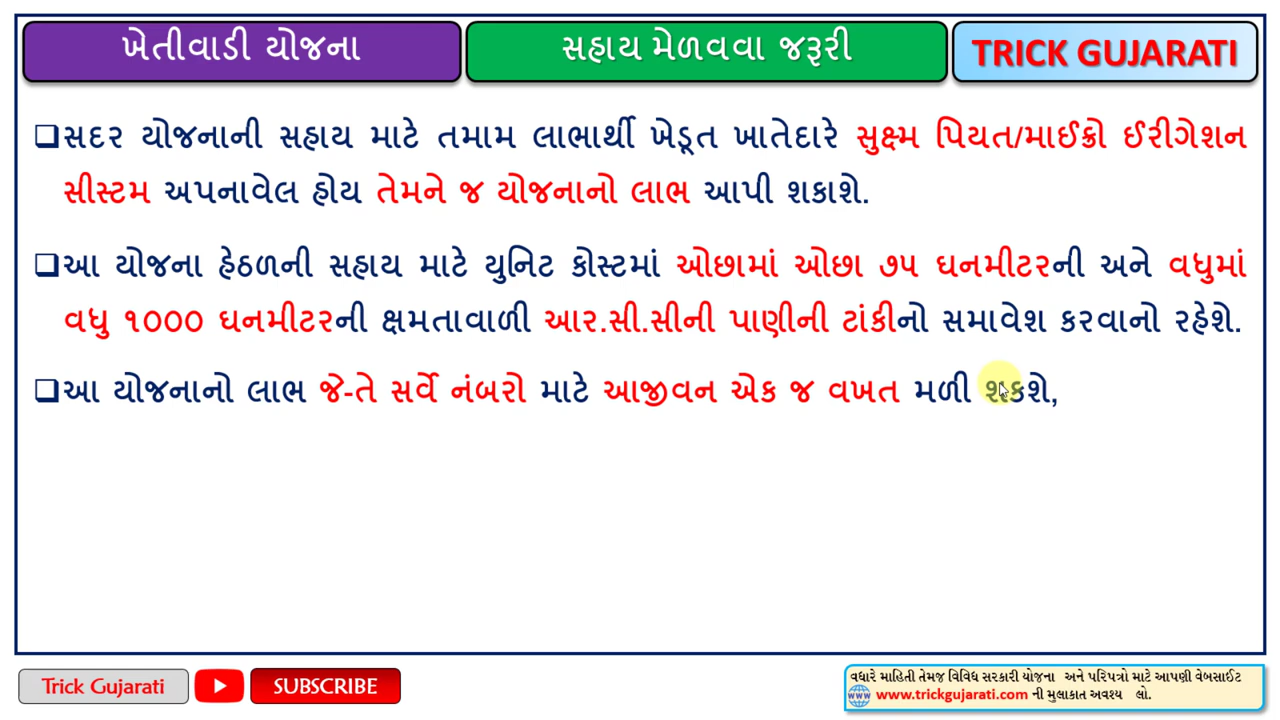 ખેતીવાડી યોજના
સહાય મેળવવા જરૂરી
TRICK GUJARATI
સદર યોજનાની સહાય માટે તમામ લાભાર્થી ખેડૂત ખાતેદારે સુક્ષ્મ પિયત/માઈક્રો ઈરીગેશન
સીસ્ટમ અપનાવેલ હોય તેમને જ યોજનાનો લાભ આપી શકાશે.
આ યોજના હેઠળની સહાય માટે યુનિટ કોસ્ટમાં ઓછામાં ઓછા ૭૫ ઘનમીટરની અને વધુમાં
વધુ ૧૦૦૦ ઘનમીટરની ક્ષમતાવાળી આર.સી.સીની પાણીની ટાંકીનો સમાવેશ કરવાનો રહેશે.
આ યોજનાનો લાભ જે-તે સર્વે નંબરો માટે આજીવન એક જ વખત મળી શકશે,
Trick Gujarati
SUBSCRIBE
વધારે માહિતી તેમજ વિવિધ સરકારી યોજના અને પરિપત્રો માટે આપણી વેબસાઈટ
www www.trickgujarati.com ની મુલાકાત અવશ્ય લો.